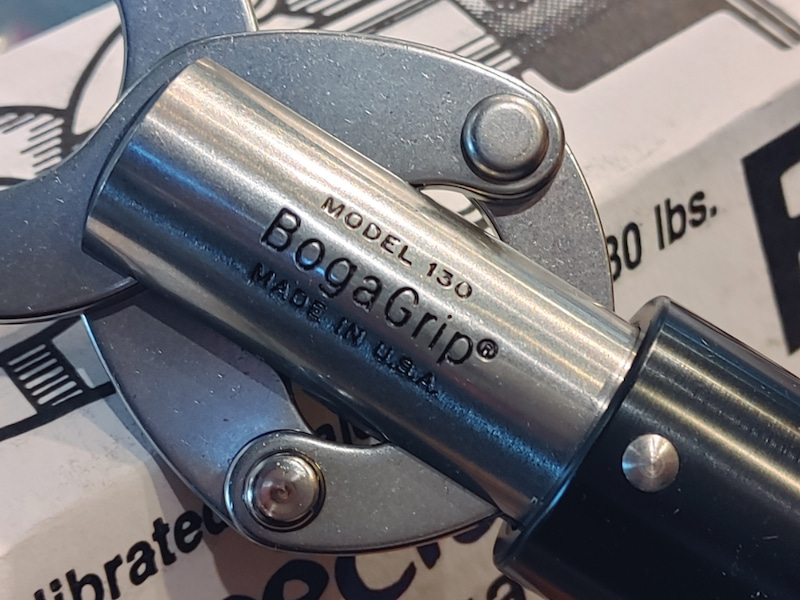 MODEL 130
BogaGrip®
MADE IN U.S.A.
30 lbs.
librated